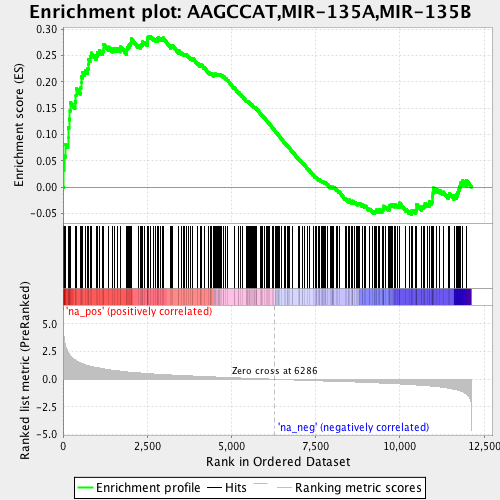 Enrichment plot: AAGCCAT,MIR-135A,MIR-135B
Enrichment score (ES)
0.30
0.25
0.20
0.15
0.10
0.05
0.00
-0.05
Ranked list metric (PreRanked)
5.0
2.5
0.0
-2.5
-5.0
'na_pos' (positively correlated)
Zero cross at 6286
'na_neg' (negatively correlated)
0
2,500
5,000
7,500
10,000
12,500
Rank in Ordered Dataset
Enrichment profile
Hits
Ranking metric scores